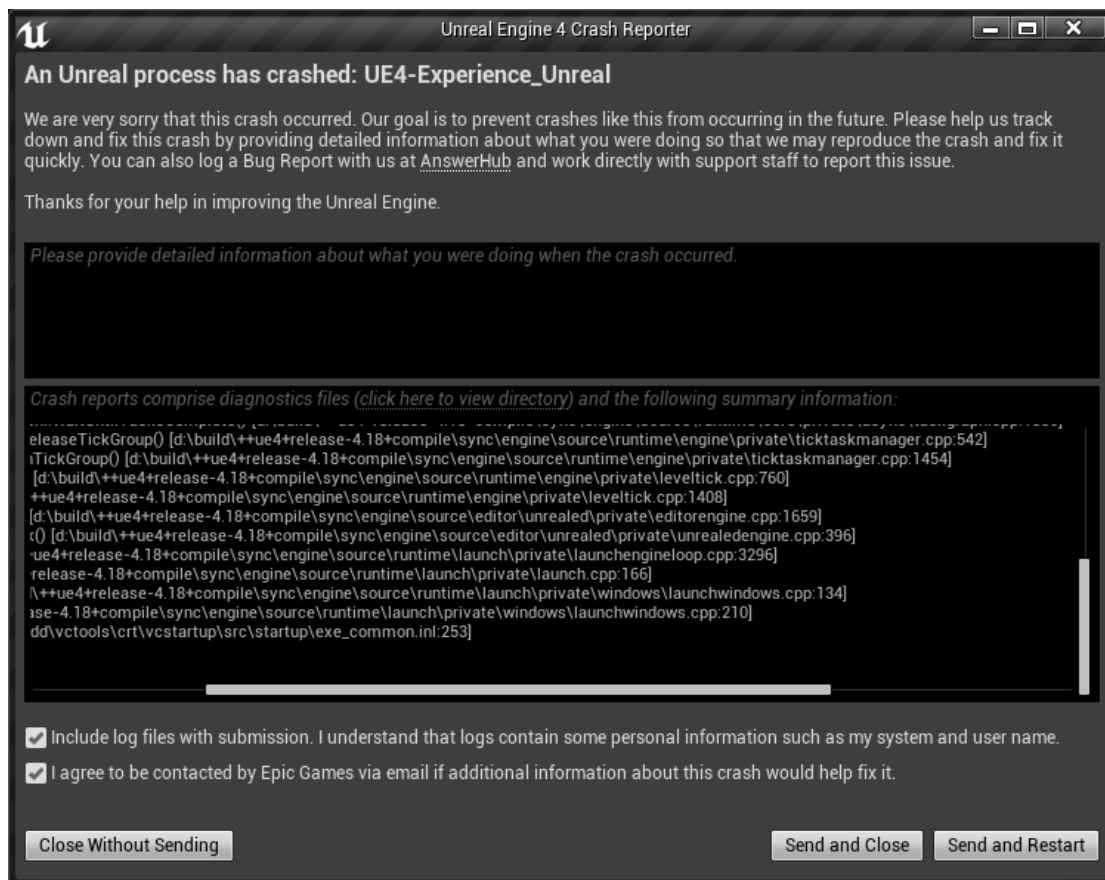 Unreal Engine 4 Crash Reporter
An Unreal process has crashed: UE4-Experience_Unreal
We are very sorry that this crash occurred. Our goal is to prevent crashes like this from occurring in the future. Please help us track
down and fix this crash by providing detailed information about what you were doing so that we may reproduce the crash and fix it
quickly. You can also log a Bug Report with us at AnswerHub and work directly with support staff to report this issue.
Thanks for your help in improving the Unreal Engine.
Please provide detailed information about what you were doing when the crash occurred.
Crash reports comprise diagnostics files (click here to view directory) and the following summary information:
eleaseTickGroup() [d:\build\++ue4+release-4.18+compile\sync\engine\source\runtime\engine\private\ticktaskmanager.cpp:542]
TickGroup() [d:\build\++ue4+release-4.18+compile\sync\engine\source\runtime\engine\private\ticktaskmanager.cpp:1454]
[d:\build\++ue4+release-4.18+compile\sync\engine\source\runtime\engine\private\leveltick.cpp:760]
++ue4+release-4.18+compile\sync\engine\source\runtime\engine\private\leveltick.cpp:1408]
[d:\build\++ue4+release-4.18+compile\sync\engine\source\editor\unrealed\private\editorengine.cpp:1659]
() [d:\build\++ue4+release-4.18+compile\sync\engine\source\editor\unrealed\private\unrealedengine.cpp:396]
ue4+release-4.18+compile\sync\engine\source\runtime\launch\private\launchengineloop.cpp:3296]
release-4.18+compile\sync\engine\source\runtime\launch\private\launch.cpp:166]
\++ue4+release-4.18+compile\sync\engine\source\runtime\launch\private\windows\launchwindows.cpp:134]
ase-4.18+compile\sync\engine\source\runtime\launch\private\windows\launchwindows.cpp:210]
dd\vctools\crt\vcstartup\src\startup\exe_common.inl:253]
Include log files with submission. I understand that logs contain some personal information such as my system and user name.
I agree to be contacted by Epic Games via email if additional information about this crash would help fix it.
Close Without Sending
Send and Close
Send and Restart